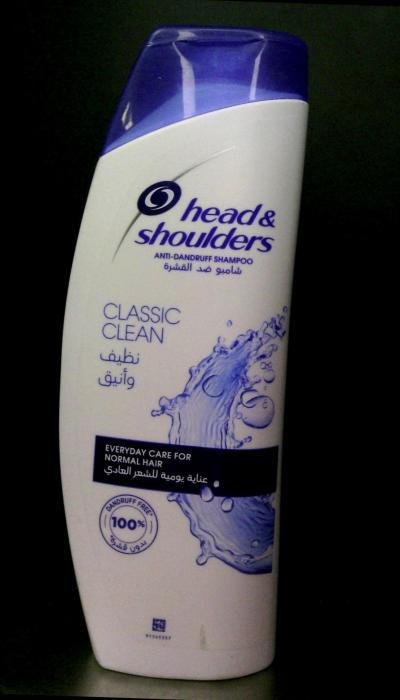 head &
shoulders
ANTI-DANDRUFF SHAMPOO
شامبو ضد القشرة
CLASSIC
CLEAN
نظيف
وأنيق
EVERYDAY CARE FOR
NORMAL HAIR
عناية يومية للشعر العادي
DANDRUFF FREE*
100%
بدون قشرة*